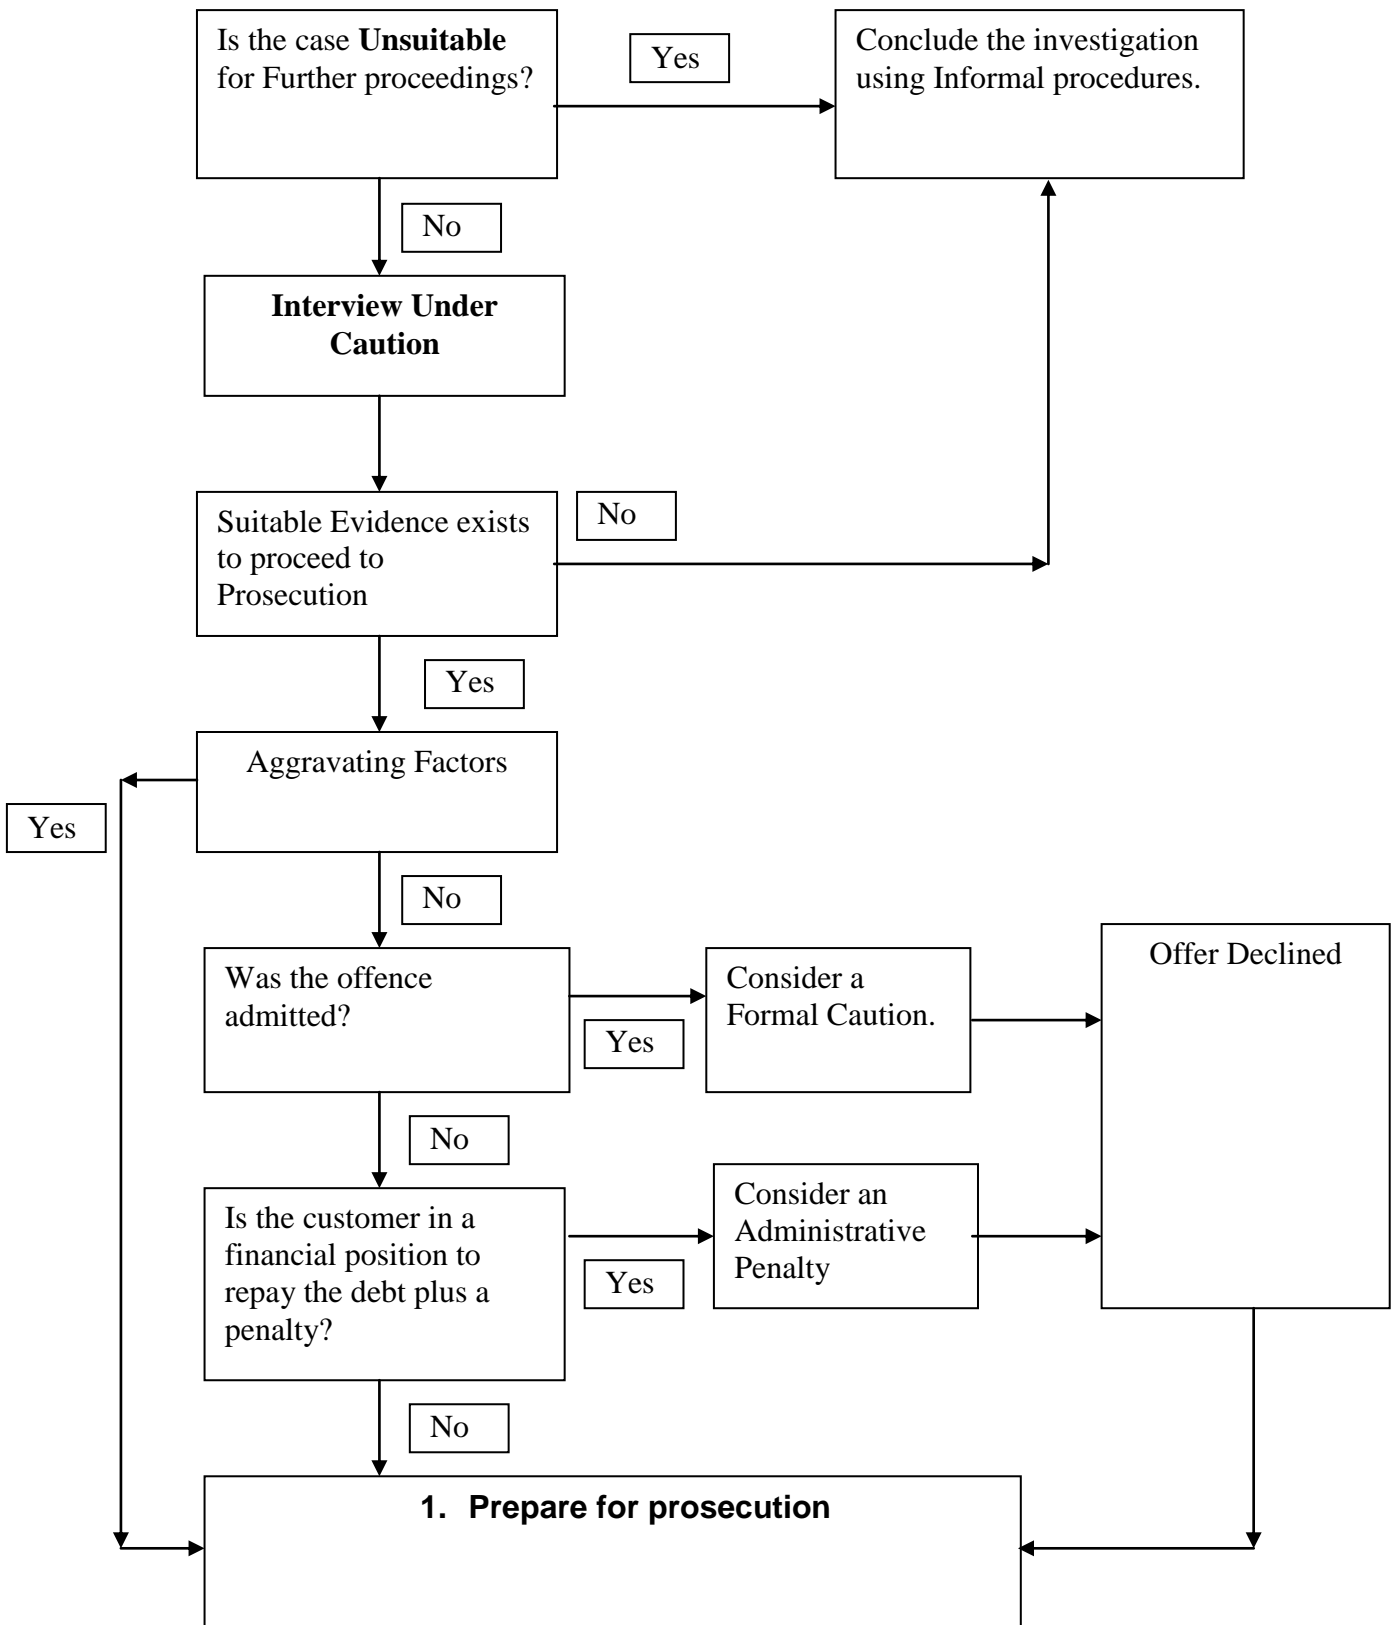 Is the case Unsuitable
for Further proceedings?
Yes
Conclude the investigation
using Informal procedures.
No
Interview Under
Caution
Suitable Evidence exists
to proceed to
Prosecution
No
Yes
Aggravating Factors
Yes
No
Was the offence
admitted?
Yes
Consider a
Formal Caution.
Offer Declined
No
Is the customer in a
financial position to
repay the debt plus a
penalty?
Yes
Consider an
Administrative
Penalty
No
1. Prepare for prosecution